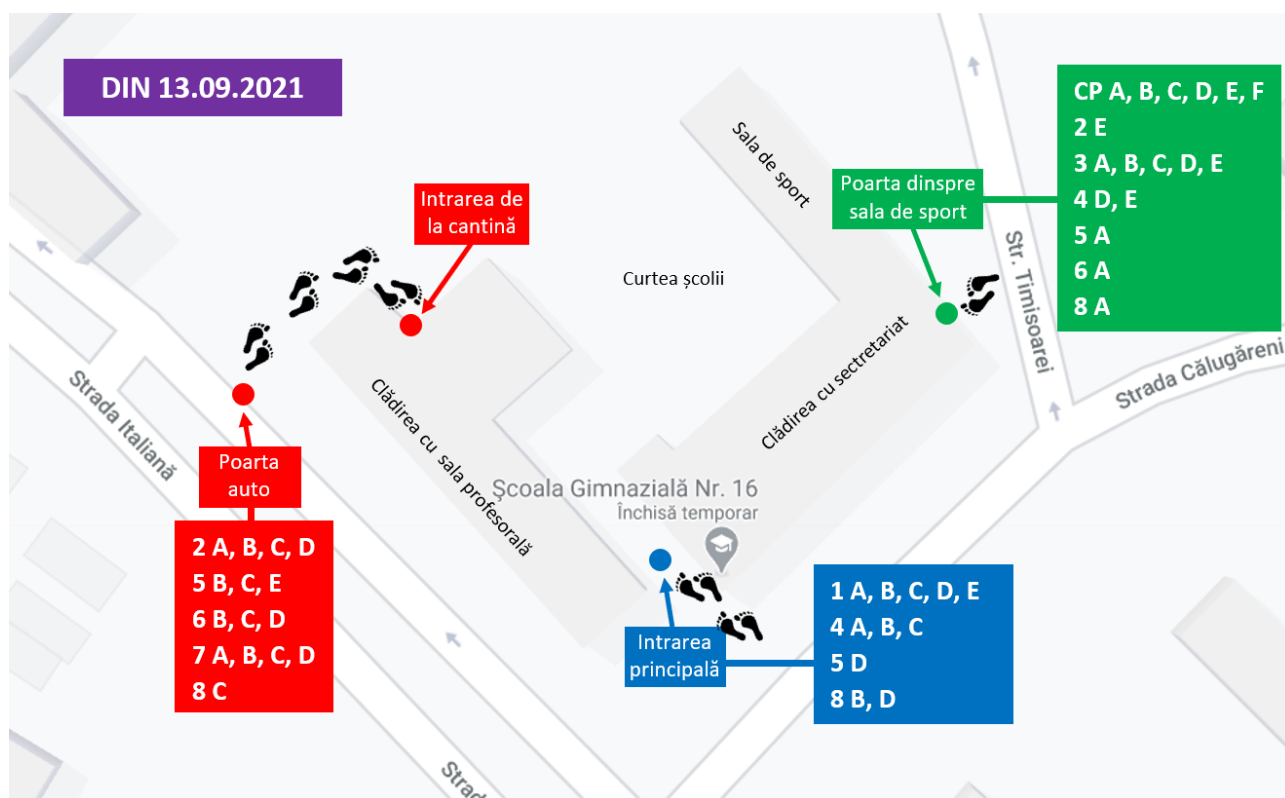 DIN 13.09.2021
CP A, B, C, D, E, F
2 E
3 A, B, C, D, E
4 D, E
5 A
6 A
8 A
Poarta dinspre
sala de sport
Sala de sport
Intrarea de
la cantină
Curtea școlii
Str. Timisoarei
Strada Călugăreni
Clădirea cu sectretariat
Clădirea cu sala profesorală
Strada Italiană
Poarta
auto
2 A, B, C, D
5 B, C, E
6 B, C, D
7 A, B, C, D
8 C
Școala Gimnazială Nr. 16
Închisă temporar
Intrarea
principală
1 A, B, C, D, E
4 A, B, C
5 D
8 B, D